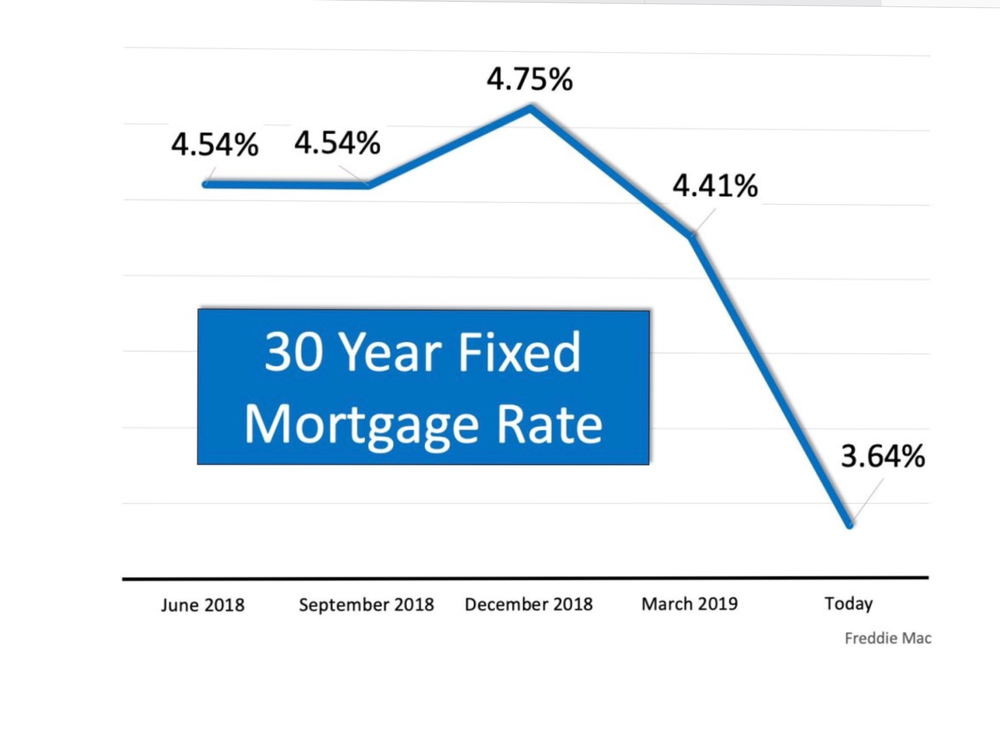 4.75%
4.54%
4.54%
4.41%
30 Year Fixed
Mortgage Rate
3.64%
June 2018
September 2018
December 2018
March 2019
Today
Freddie Mac